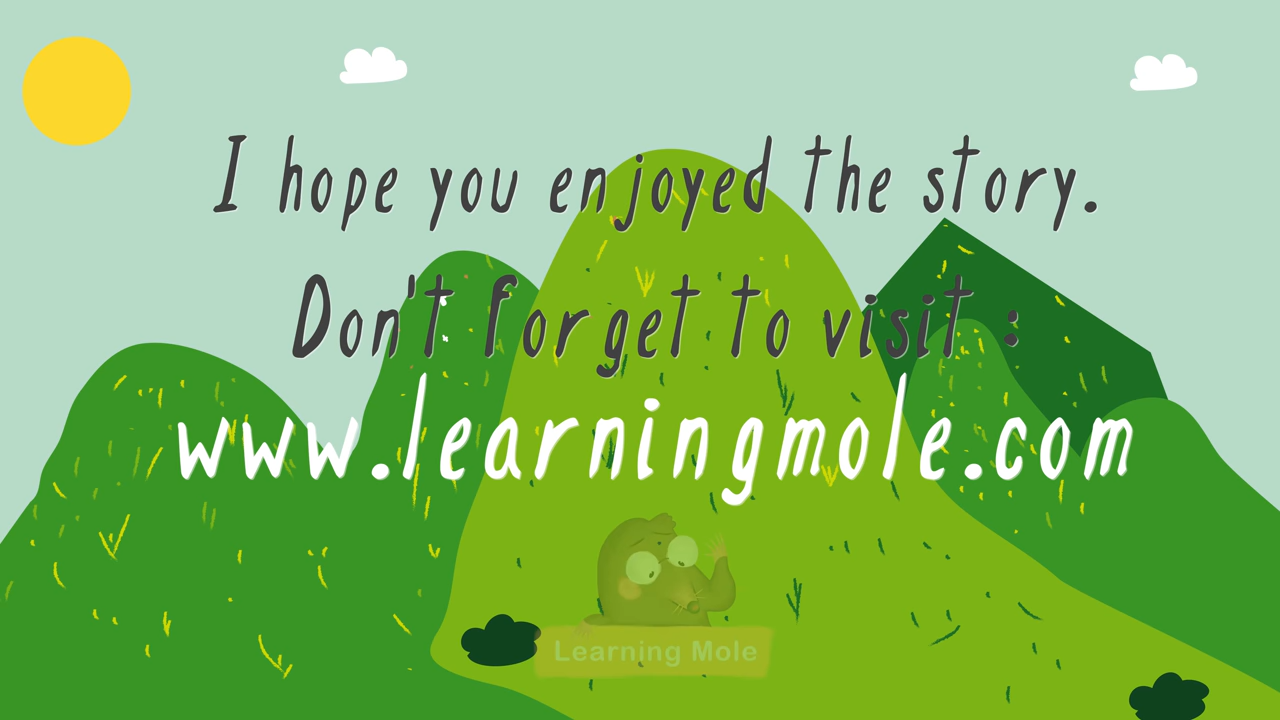 I hope you enjoyed the story.
Don't forget to visit :
www.learningmole.com
Learning Mole